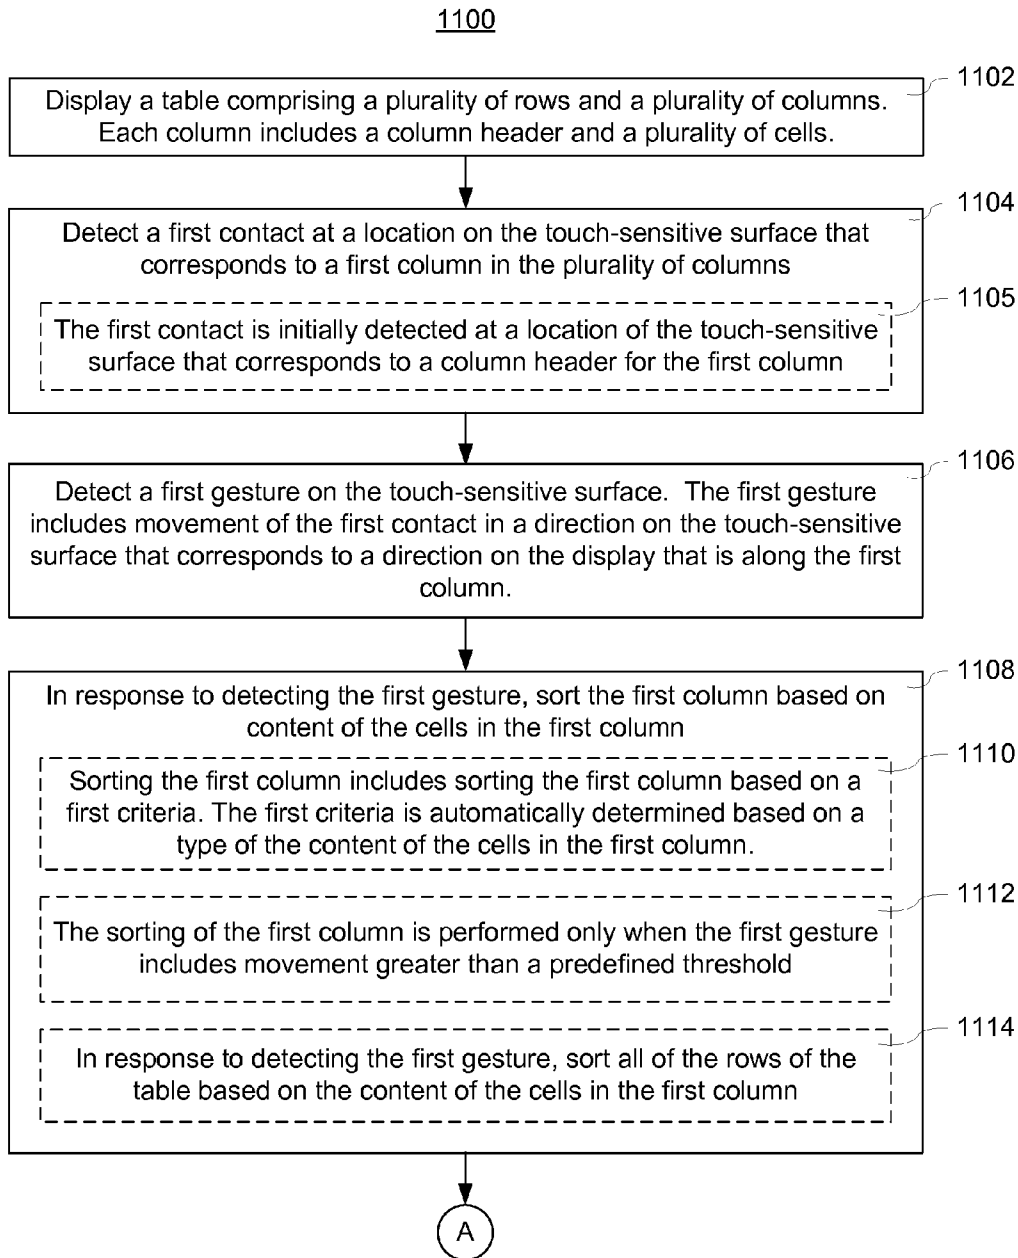 1100
1102
Display a table comprising a plurality of rows and a plurality of columns.
Each column includes a column header and a plurality of cells.
1104
Detect a first contact at a location on the touch-sensitive surface that
corresponds to a first column in the plurality of columns
1105
The first contact is initially detected at a location of the touch-sensitive
surface that corresponds to a column header for the first column
1106
Detect a first gesture on the touch-sensitive surface.  The first gesture
includes movement of the first contact in a direction on the touch-sensitive
surface that corresponds to a direction on the display that is along the first
column.
1108
In response to detecting the first gesture, sort the first column based on
content of the cells in the first column
1110
Sorting the first column includes sorting the first column based on a
first criteria. The first criteria is automatically determined based on a
type of the content of the cells in the first column.
1112
The sorting of the first column is performed only when the first gesture
includes movement greater than a predefined threshold
1114
In response to detecting the first gesture, sort all of the rows of the
table based on the content of the cells in the first column
A